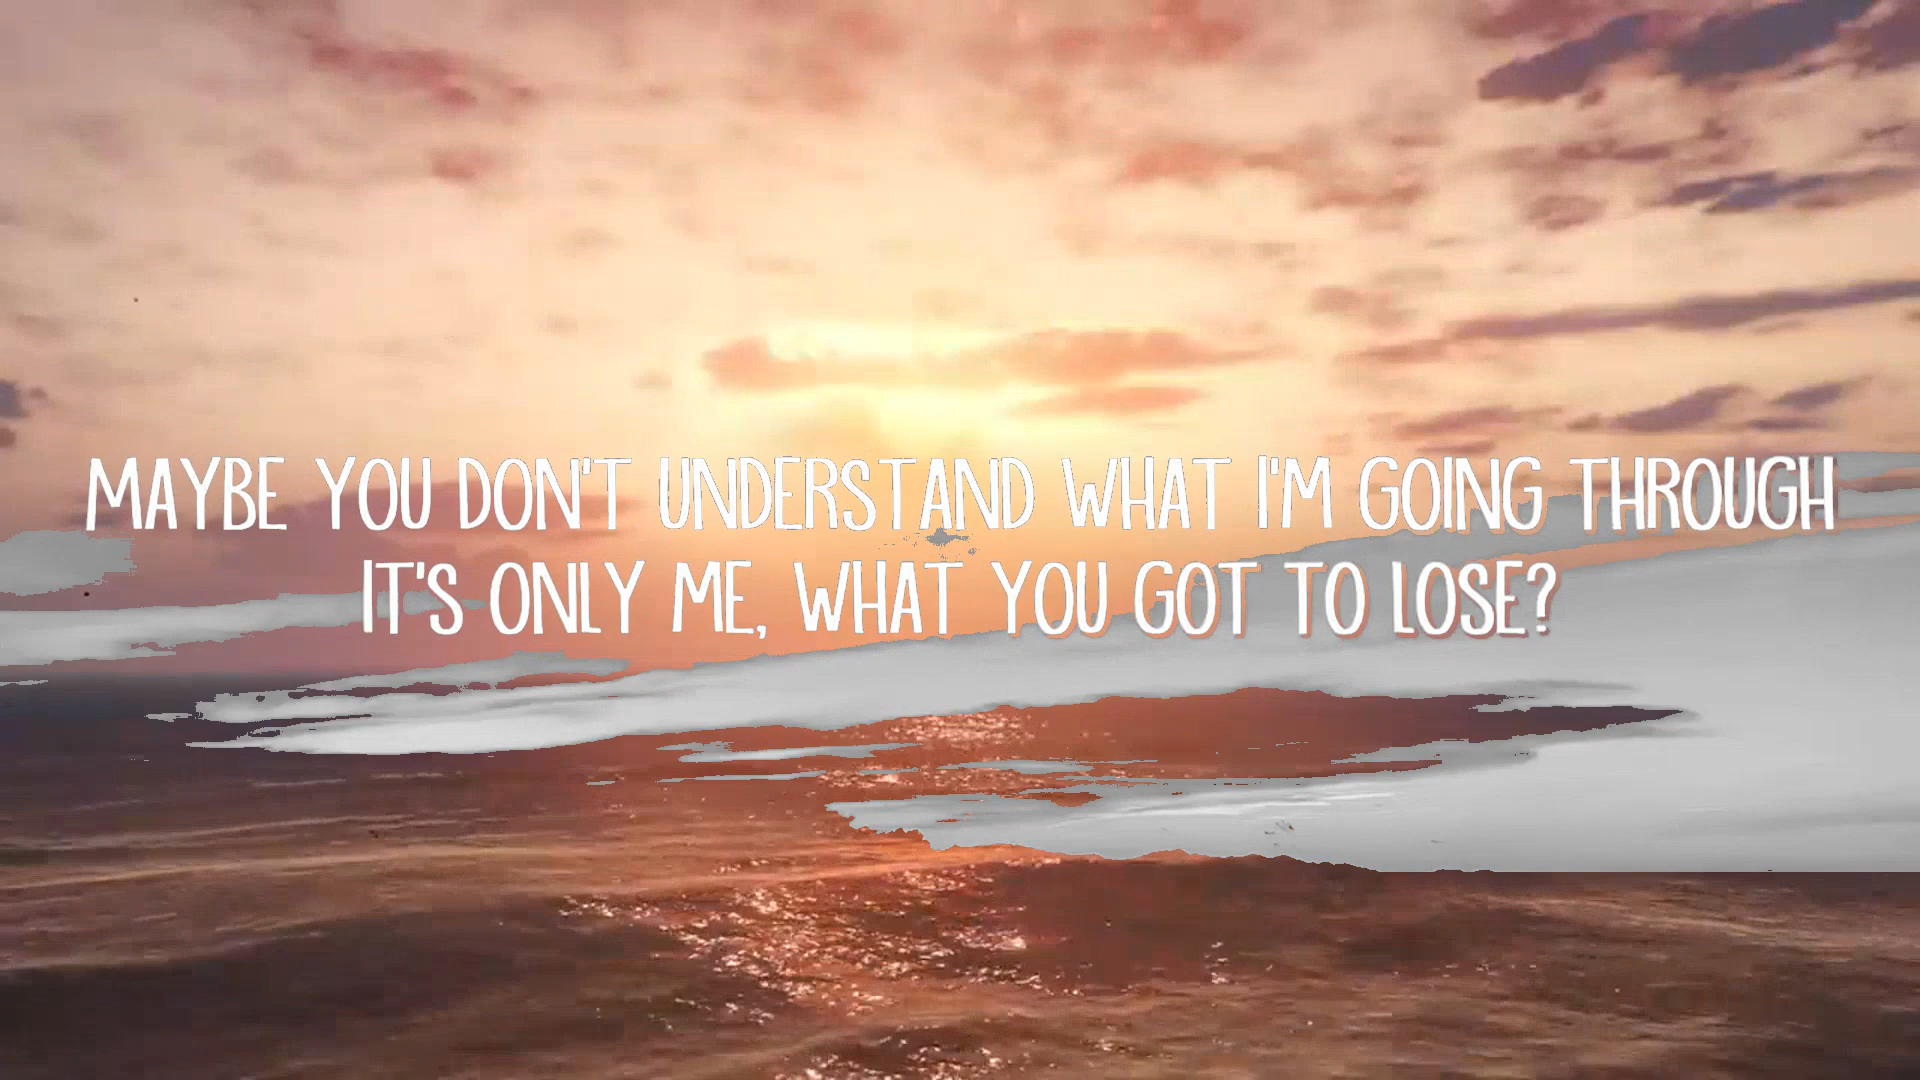 MAYBE YOU DON'T UNDERSTAND WHAT I'M GOING THROUGH
IT'S ONLY ME, WHAT YOU GOT TO LOSE?